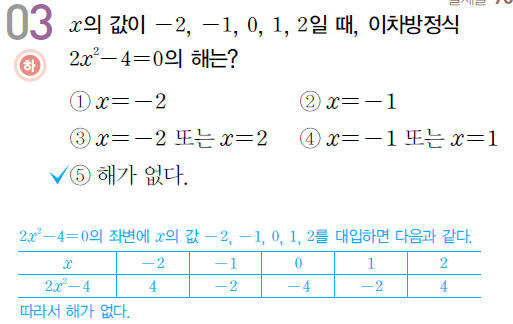 03 x의 값이 -2, -1, 0, 1, 2일 때, 이차방정식
하 2x²-4=0의 해는?
① x=-2 ② x=-1
③ x=-2 또는 x=2 ④ x=-1 또는 x=1
⑤ 해가 없다.
2x²-4=0의 좌변에 x의 값 -2, -1, 0, 1, 2를 대입하면 다음과 같다.
x -2 -1 0 1 2
2x²-4 4 -2 -4 -2 4
따라서 해가 없다.